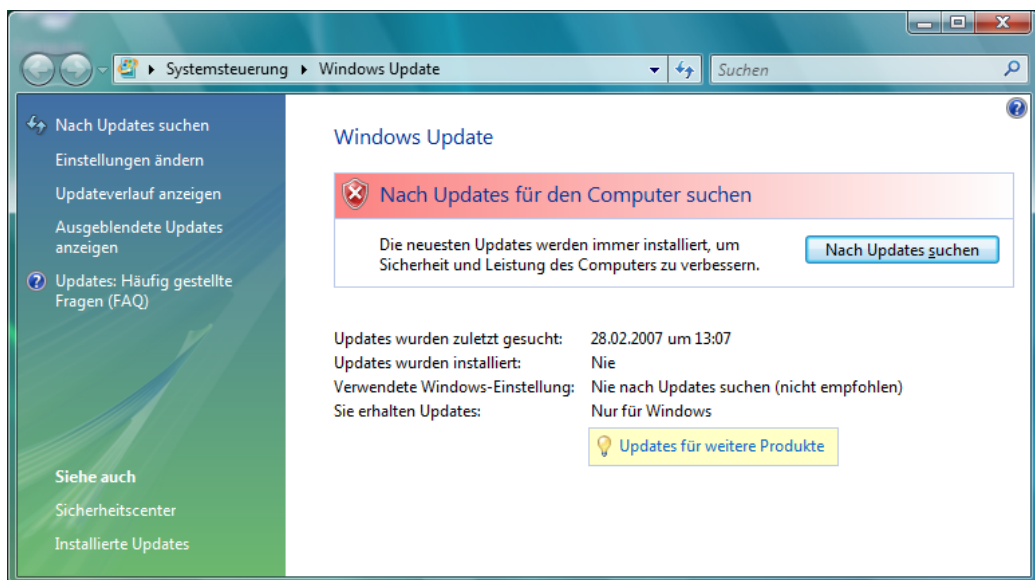 Systemsteuerung ▸ Windows Update
Suchen
Nach Updates suchen
Einstellungen ändern
Updateverlauf anzeigen
Ausgeblendete Updates
anzeigen
Updates: Häufig gestellte
Fragen (FAQ)
Siehe auch
Sicherheitscenter
Installierte Updates
Windows Update
Nach Updates für den Computer suchen
Die neuesten Updates werden immer installiert, um
Sicherheit und Leistung des Computers zu verbessern.
Nach Updates suchen
Updates wurden zuletzt gesucht: 28.02.2007 um 13:07
Updates wurden installiert: Nie
Verwendete Windows-Einstellung: Nie nach Updates suchen (nicht empfohlen)
Sie erhalten Updates: Nur für Windows
Updates für weitere Produkte